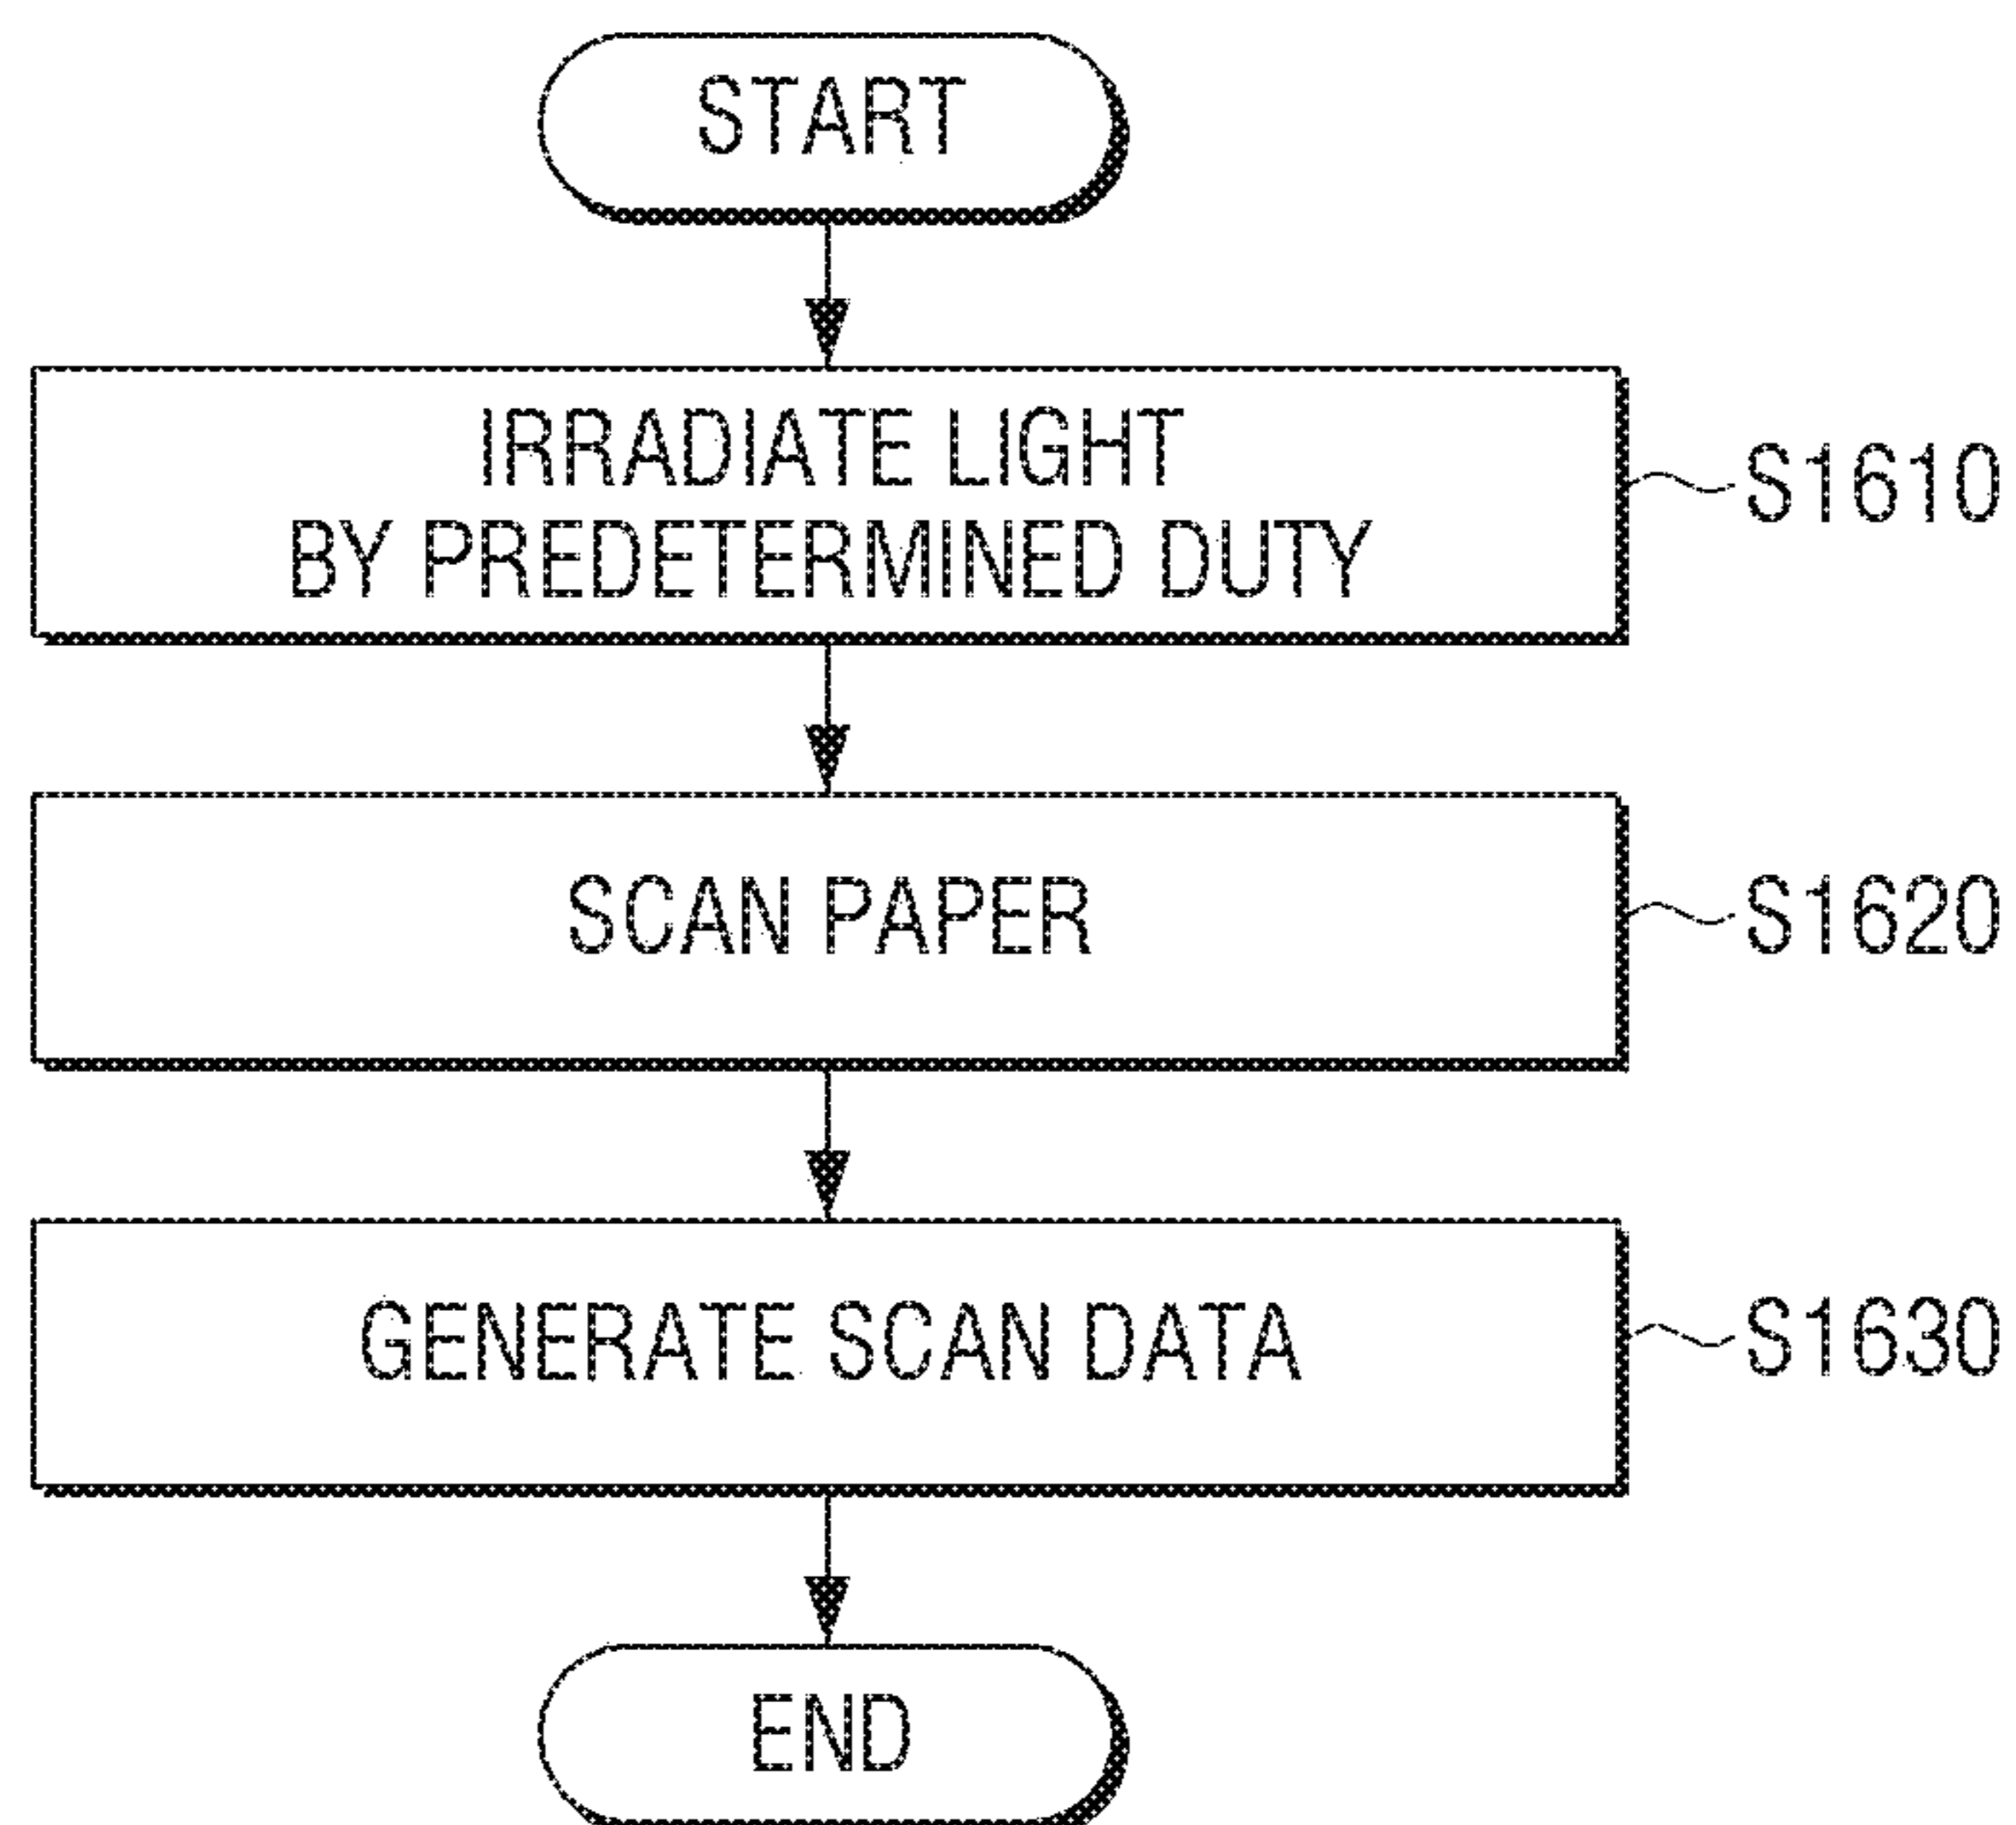 START
IRRADIATE LIGHT
BY PREDETERMINED DUTY
S1610
SCAN PAPER
S1620
GENERATE SCAN DATA
S1630
END